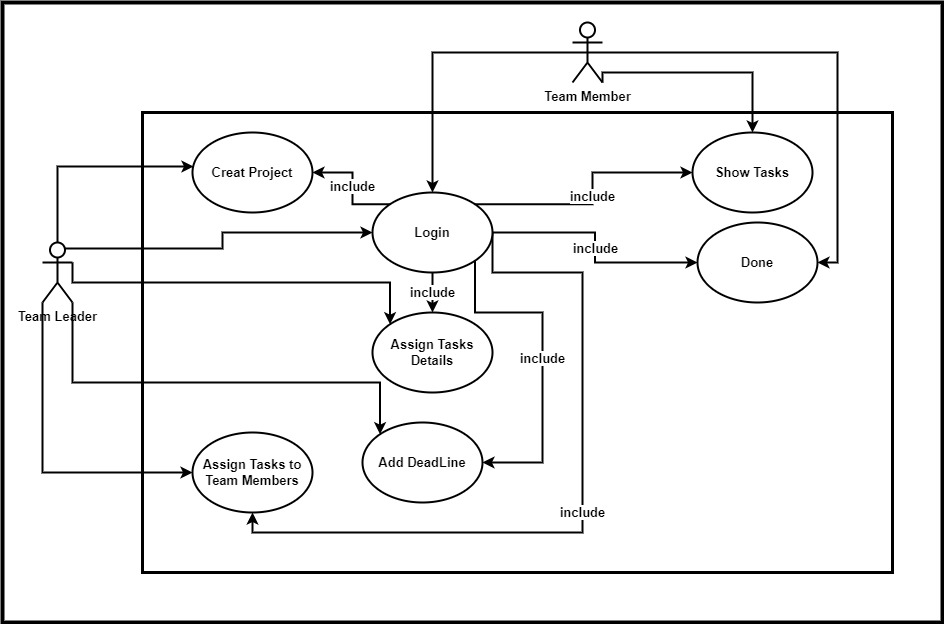 Team Member
Creat Project
include
include
Show Tasks
Login
include
Done
include
Team Leader
Assign Tasks
Details
include
Assign Tasks to
Team Members
Add DeadLine
include